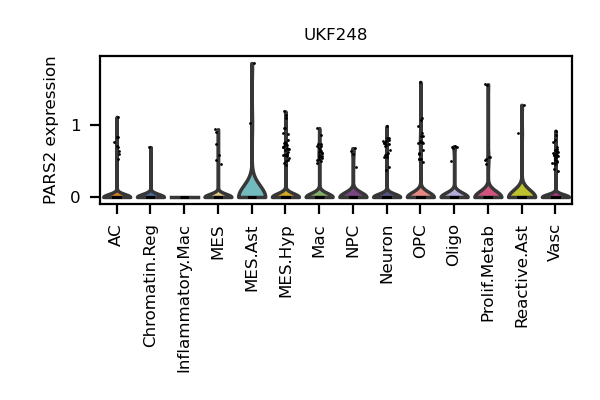 UKF248
PARS2 expression
1
0
AC
Chromatin.Reg
Inflammatory.Mac
MES
MES.Ast
MES.Hyp
Mac
NPC
Neuron
OPC
Oligo
Prolif.Metab
Reactive.Ast
Vasc